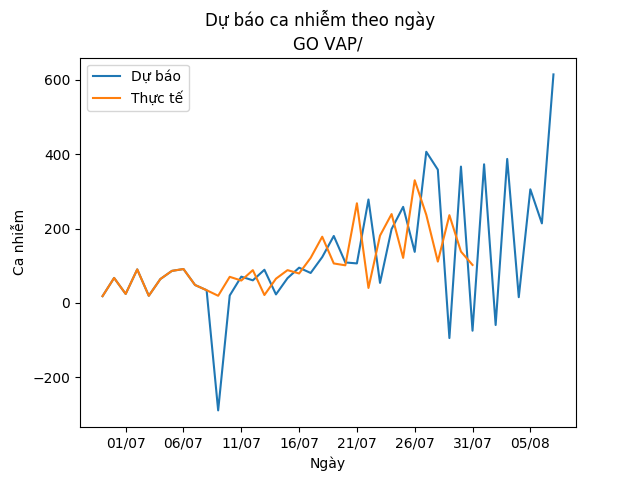 Dự báo ca nhiễm theo ngày
GO VAP/
Dự báo
Thực tế
600
400
200
0
−200
Ca nhiễm
01/07 06/07 11/07 16/07 21/07 26/07 31/07 05/08
Ngày